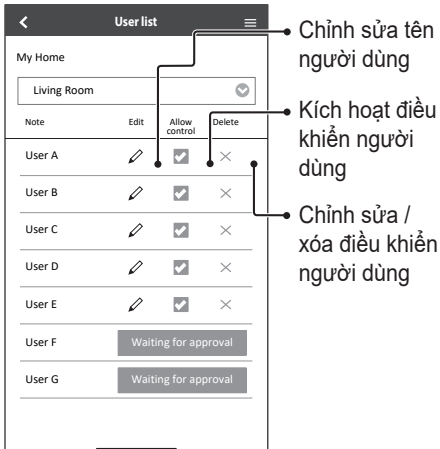 User list
My Home
Living Room
Note Edit Allow control Delete
User A
User B
User C
User D
User E
User F Waiting for approval
User G Waiting for approval
Chỉnh sửa tên
người dùng
Kích hoạt điều
khiển người
dùng
Chỉnh sửa /
xóa điều khiển
người dùng